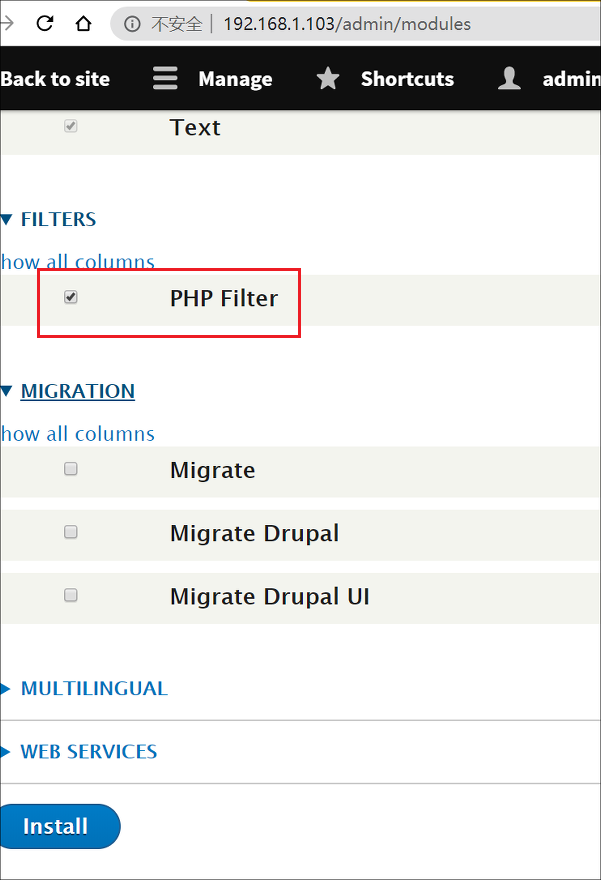 不安全 | 192.168.1.103/admin/modules
Back to site Manage Shortcuts admin
Text
FILTERS
how all columns
PHP Filter
MIGRATION
how all columns
Migrate
Migrate Drupal
Migrate Drupal UI
MULTILINGUAL
WEB SERVICES
Install